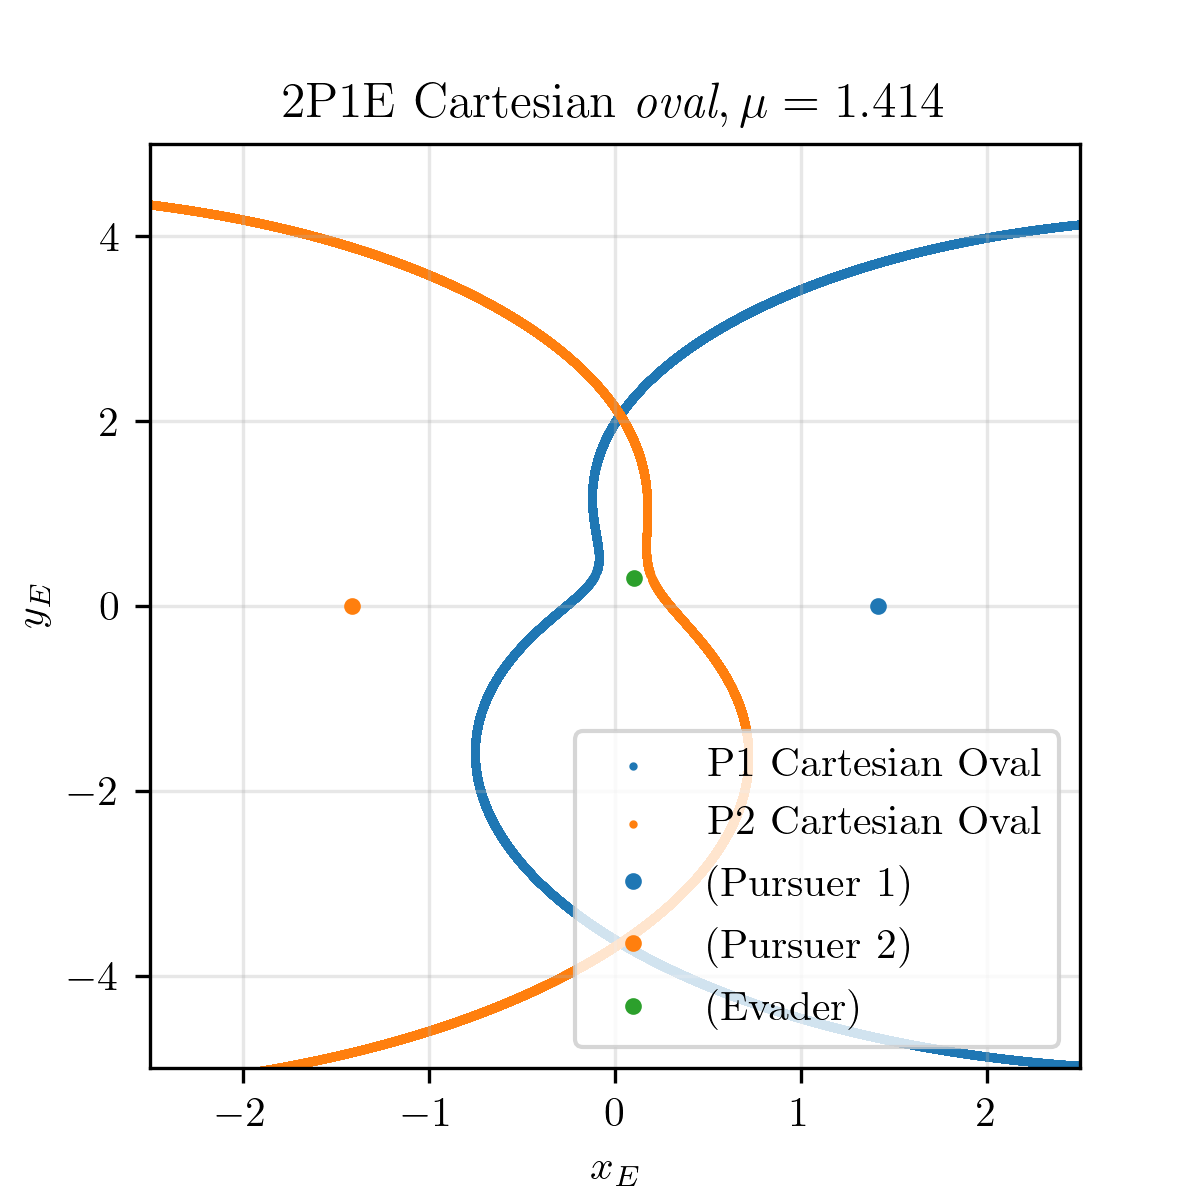 2P1E Cartesian oval, μ = 1.414
4
2
0
−2
−4
y_E
−2
−1
0
1
2
x_E
P1 Cartesian Oval
P2 Cartesian Oval
(Pursuer 1)
(Pursuer 2)
(Evader)